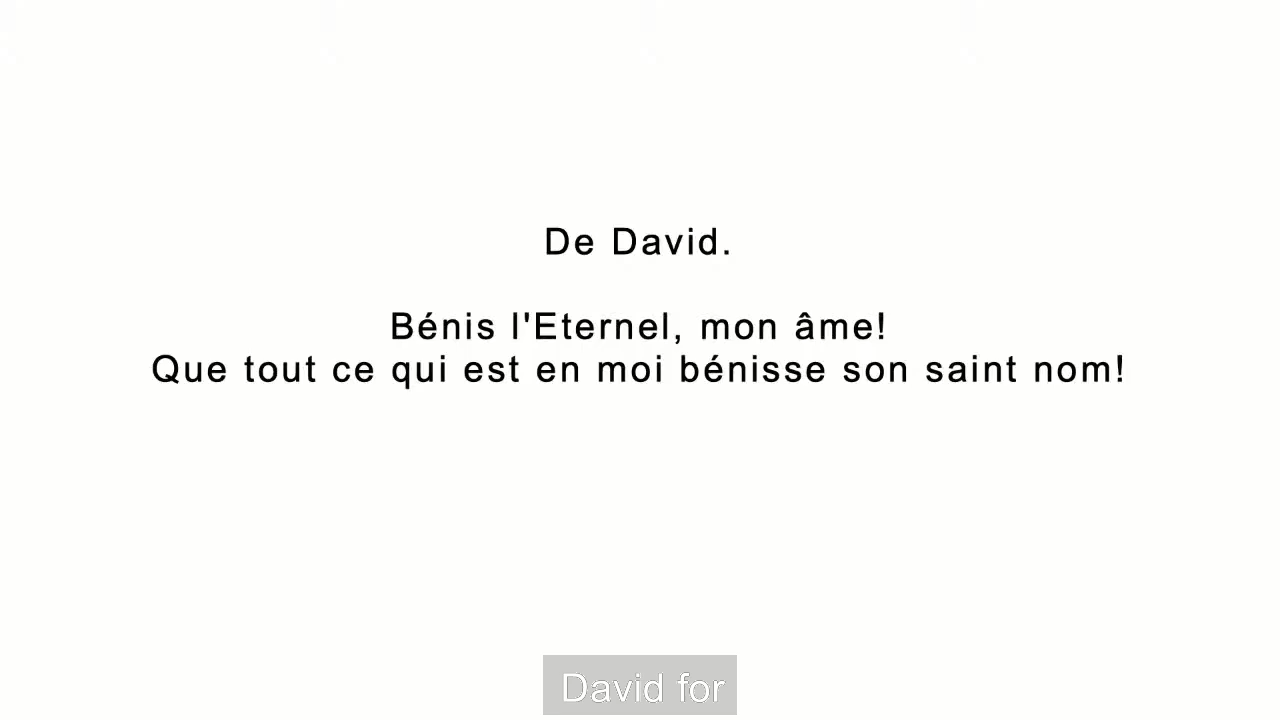 De David.
Bénis l'Eternel, mon âme!
Que tout ce qui est en moi bénisse son saint nom!
David for